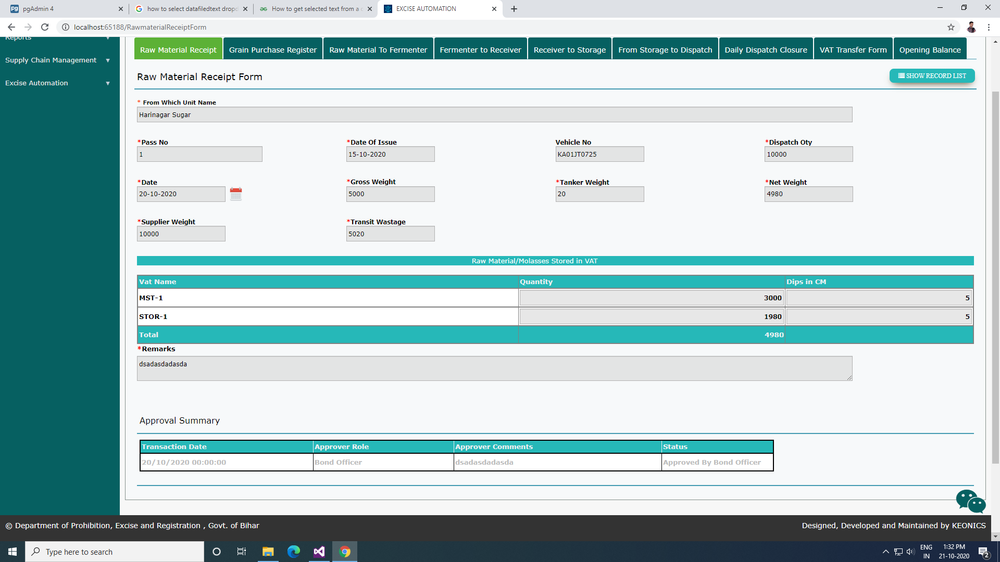 pgAdmin 4
how to select datafiledtext dropd
How to get selected text from a d
EXCISE AUTOMATION
localhost:65188/RawmaterialReceiptForm
Reports
Supply Chain Management
Excise Automation
Raw Material Receipt
Grain Purchase Register
Raw Material To Fermenter
Fermenter to Receiver
Receiver to Storage
From Storage to Dispatch
Daily Dispatch Closure
VAT Transfer Form
Opening Balance
Raw Material Receipt Form
SHOW RECORD LIST
* From Which Unit Name
Harinagar Sugar
*Pass No
*Date Of Issue
Vehicle No
*Dispatch Qty
1
15-10-2020
KA01JT0725
10000
*Date
*Gross Weight
*Tanker Weight
*Net Weight
20-10-2020
5000
20
4980
*Supplier Weight
*Transit Wastage
10000
5020
Raw Material/Molasses Stored in VAT
Vat Name Quantity Dips in CM
MST-1 3000 5
STOR-1 1980 5
Total 4980
*Remarks
dsadasdadasda
Approval Summary
Transaction Date Approver Role Approver Comments Status
20/10/2020 00:00:00 Bond Officer dsadasdadasda Approved By Bond Officer
© Department of Prohibition, Excise and Registration , Govt. of Bihar
Designed, Developed and Maintained by KEONICS
Type here to search
ENG
IN
1:32 PM
21-10-2020
2